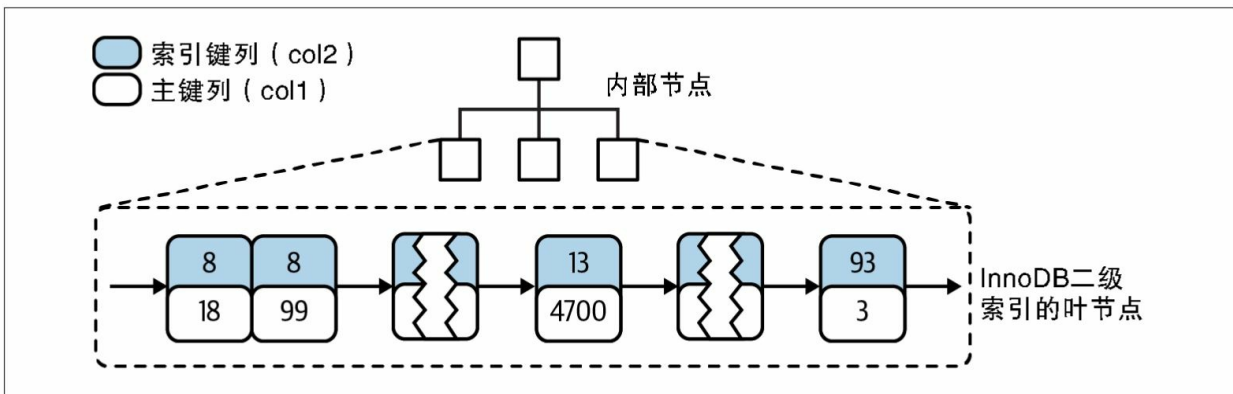 索引键列（col2）
主键列（col1）
内部节点
8 8 13 93
18 99 4700 3
InnoDB二级
索引的叶节点